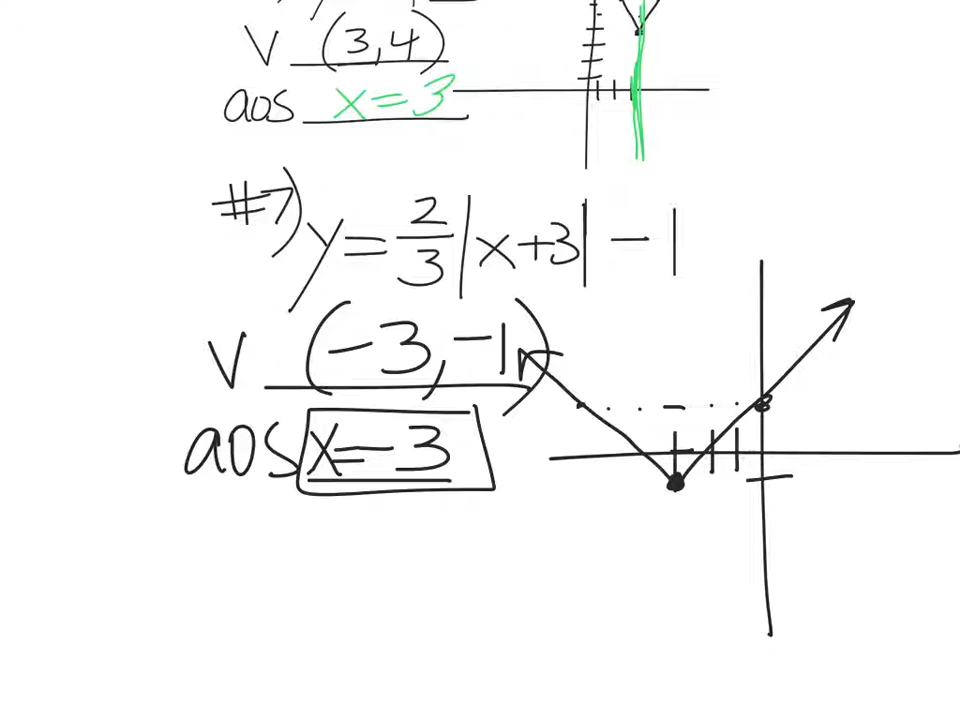 V (3,4)
aos x=3
#7) y = 2/3 |x+3| - 1
V (-3,-1)
aos x=-3